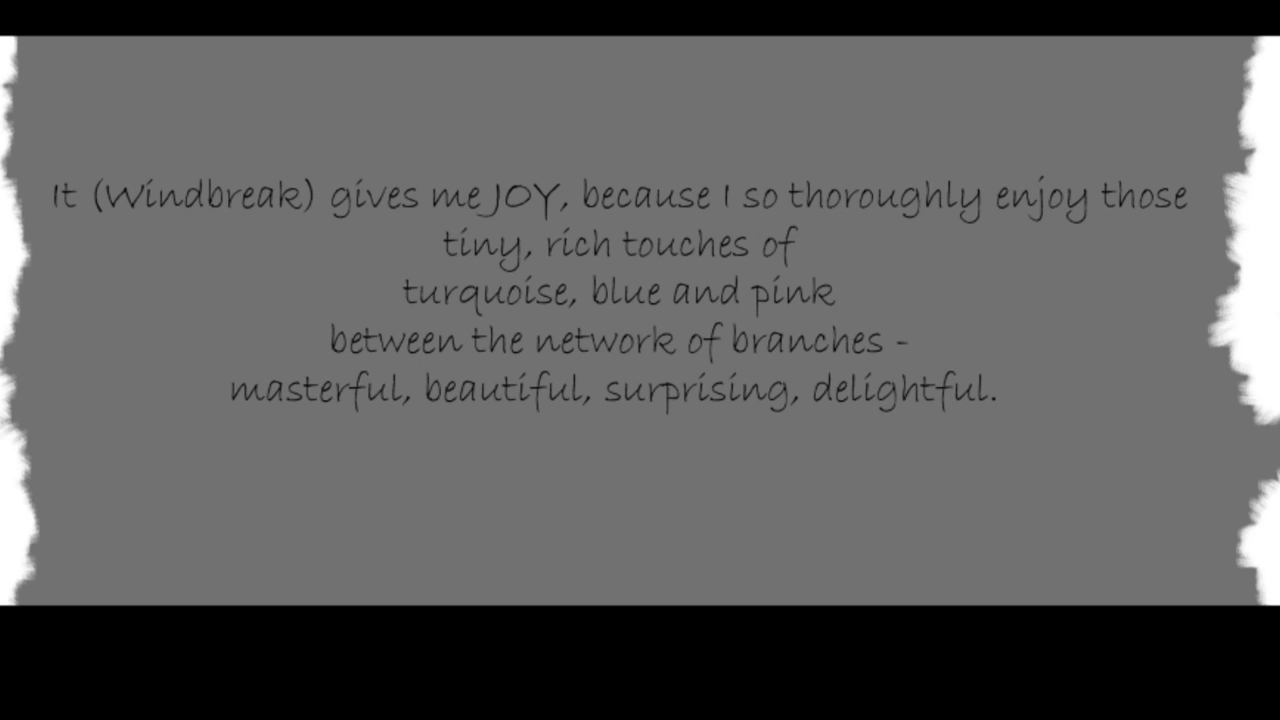 It (Windbreak) gives me JOY, because I so thoroughly enjoy those
tiny, rich touches of
turquoise, blue and pink
between the network of branches -
masterful, beautiful, surprising, delightful.